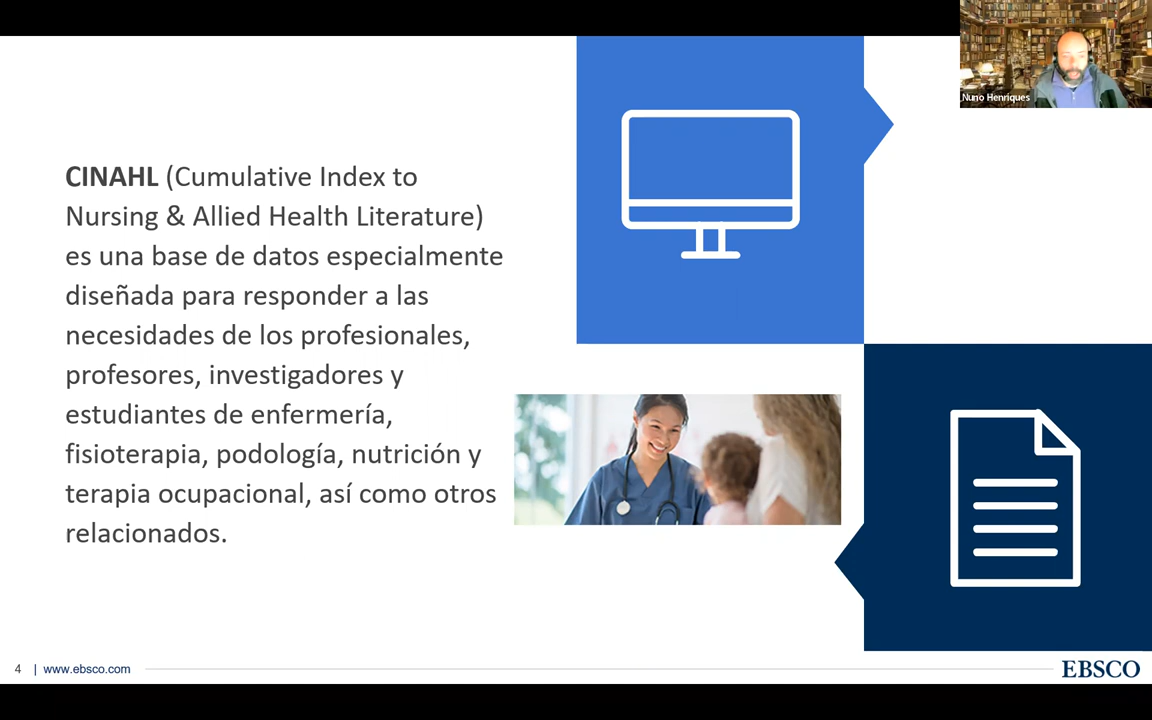 Nuno Henriques
CINAHL (Cumulative Index to
Nursing & Allied Health Literature)
es una base de datos especialmente
diseñada para responder a las
necesidades de los profesionales,
profesores, investigadores y
estudiantes de enfermería,
fisioterapia, podología, nutrición y
terapia ocupacional, así como otros
relacionados.
4 | www.ebsco.com
EBSCO